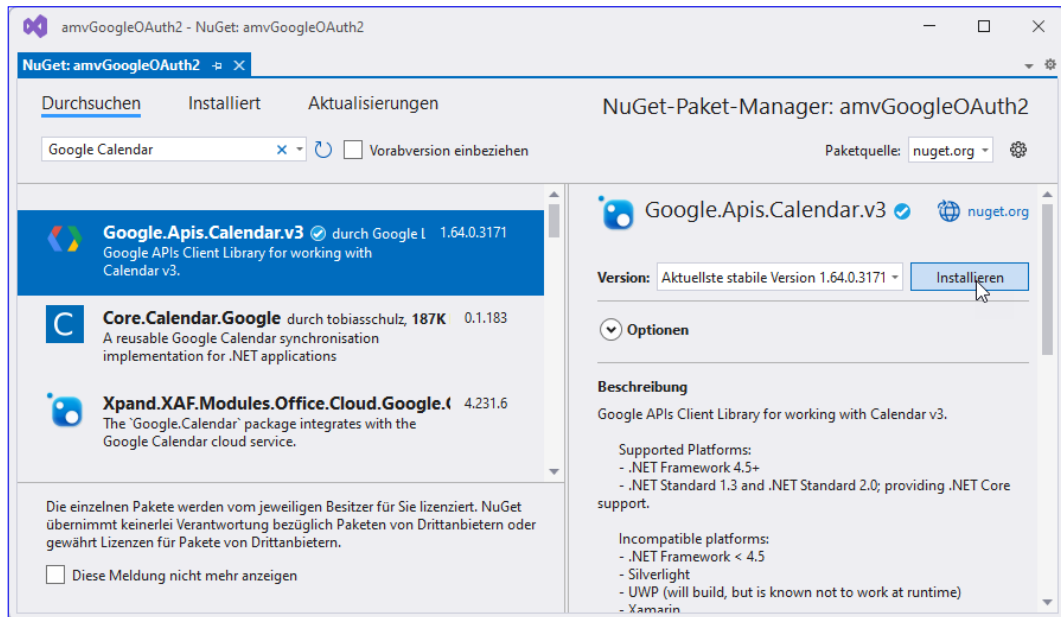 amvGoogleOAuth2 - NuGet: amvGoogleOAuth2
NuGet: amvGoogleOAuth2
Durchsuchen Installiert Aktualisierungen
NuGet-Paket-Manager: amvGoogleOAuth2
Google Calendar
Vorabversion einbeziehen
Paketquelle: nuget.org
Google.Apis.Calendar.v3 durch Google L 1.64.0.3171
Google APIs Client Library for working with
Calendar v3.
C
Core.Calendar.Google durch tobiasschulz, 187K 0.1.183
A reusable Google Calendar synchronisation
implementation for .NET applications
Xpand.XAF.Modules.Office.Cloud.Google.( 4.231.6
The `Google.Calendar` package integrates with the
Google Calendar cloud service.
Die einzelnen Pakete werden vom jeweiligen Besitzer für Sie lizenziert. NuGet
übernimmt keinerlei Verantwortung bezüglich Paketen von Drittanbietern oder
gewährt Lizenzen für Pakete von Drittanbietern.
Diese Meldung nicht mehr anzeigen
Google.Apis.Calendar.v3
nuget.org
Version: Aktuellste stabile Version 1.64.0.3171
Installieren
Optionen
Beschreibung
Google APIs Client Library for working with Calendar v3.
Supported Platforms:
- .NET Framework 4.5+
- .NET Standard 1.3 and .NET Standard 2.0; providing .NET Core
support.
Incompatible platforms:
- .NET Framework < 4.5
- Silverlight
- UWP (will build, but is known not to work at runtime)
- Xamarin